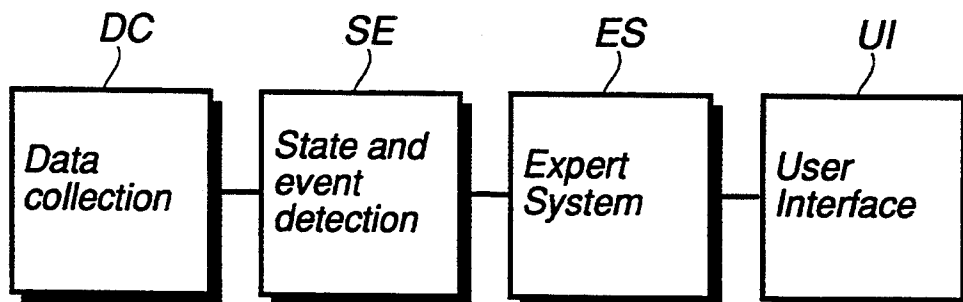 DC
SE
ES
UI
Data
collection
State and
event
detection
Expert
System
User
Interface